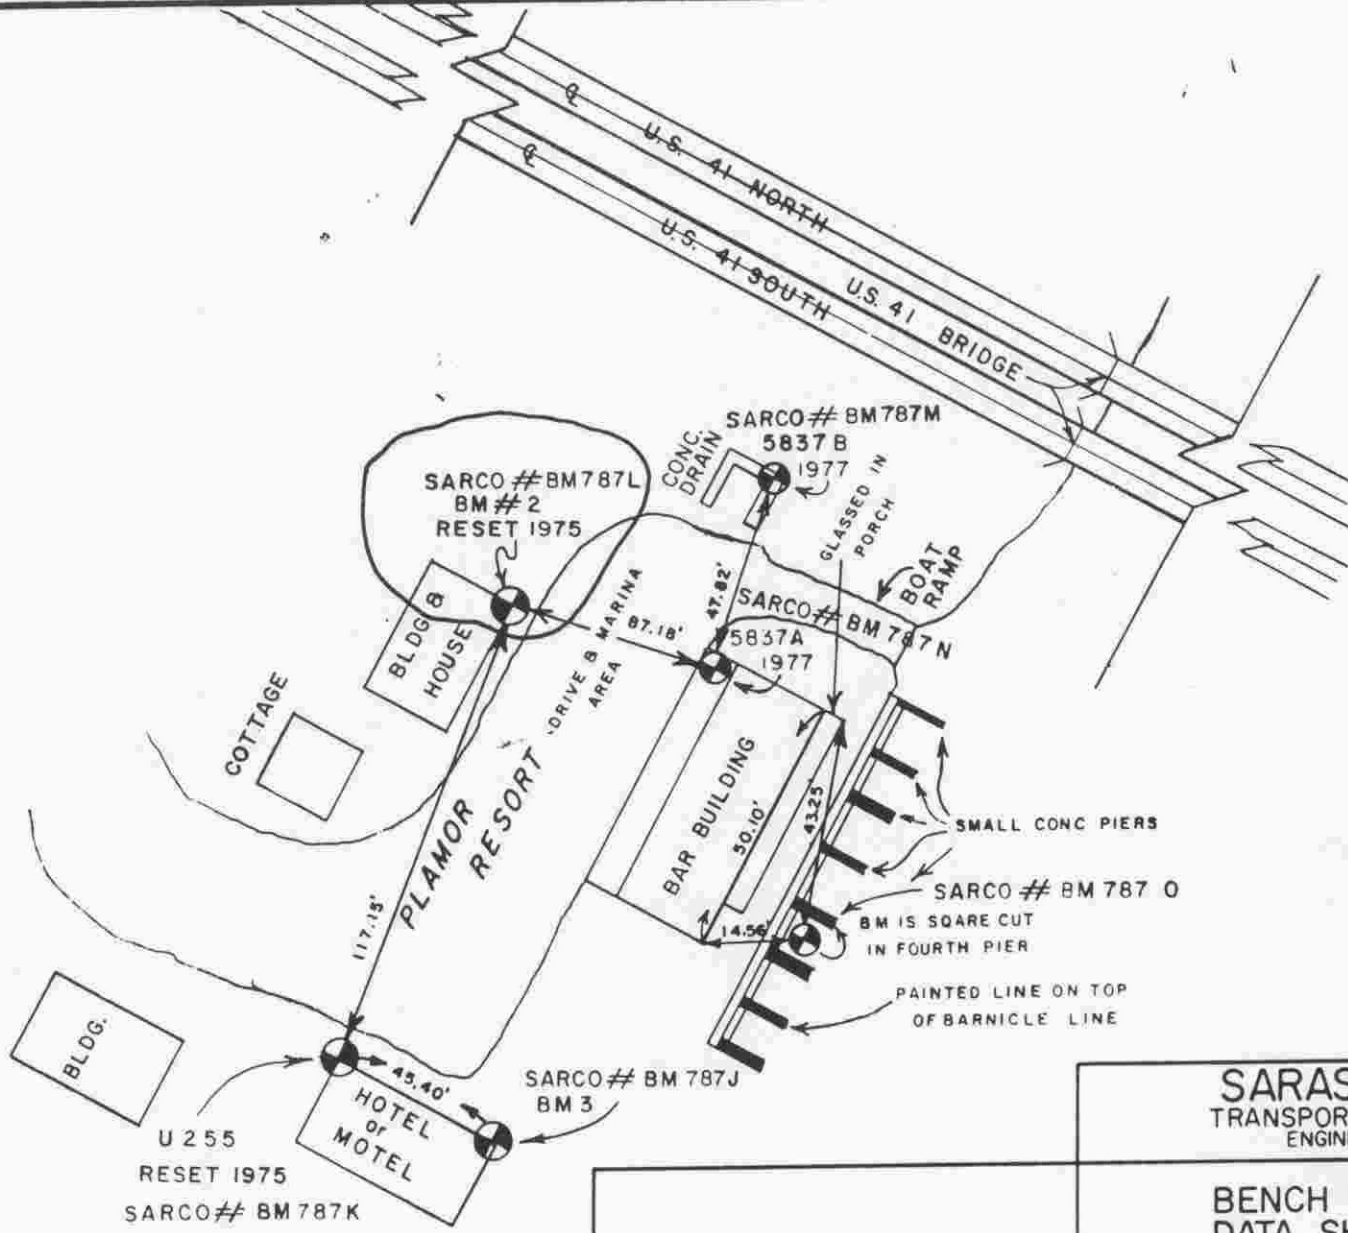 ℄
U.S. 41 NORTH
℄
U.S. 41 SOUTH
U.S. 41 BRIDGE
SARCO # BM787M
5837 B
1977
CONC.
DRAIN
GLASSED IN
PORCH
SARCO # BM787L
BM # 2
RESET 1975
BOAT
RAMP
47.82'
SARCO # BM 787N
87.18'
5837A
1977
BLDG 8
HOUSE
DRIVE 8 MARINA
AREA
COTTAGE
PLAMOR
RESORT
BAR BUILDING
50.10'
43.25'
SMALL CONC PIERS
SARCO # BM 787 O
BM IS SQARE CUT
IN FOURTH PIER
14.56'
117.15'
PAINTED LINE ON TOP
OF BARNICLE LINE
BLDG.
45.40'
SARCO # BM 787J
BM 3
HOTEL
or
MOTEL
U 255
RESET 1975
SARCO # BM 787K
SARAS
TRANSPOR
ENGIN
BENCH
DATA SH